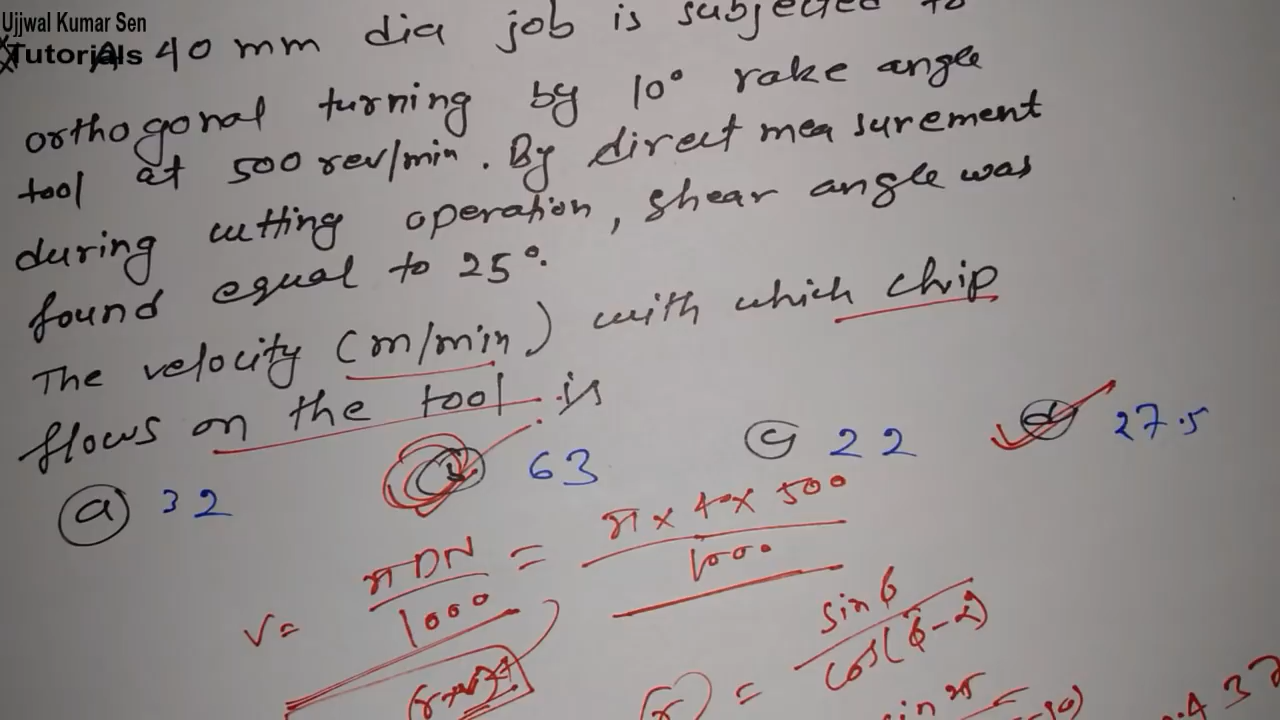 Ujjwal Kumar Sen
Tutorials
A 40 mm dia job is subjected to
orthogonal turning by 10° rake angle
tool at 500 rev/min. By direct measurement
during cutting operation, shear angle was
found equal to 25°.
The velocity (m/min) with which chip
flows on the tool is
(a) 32 (b) 63 (c) 22 (d) 27.5
V = πDN/1000 = π × 40 × 500/1000
(r) = sin ϕ/cos(ϕ-α)
sin 25